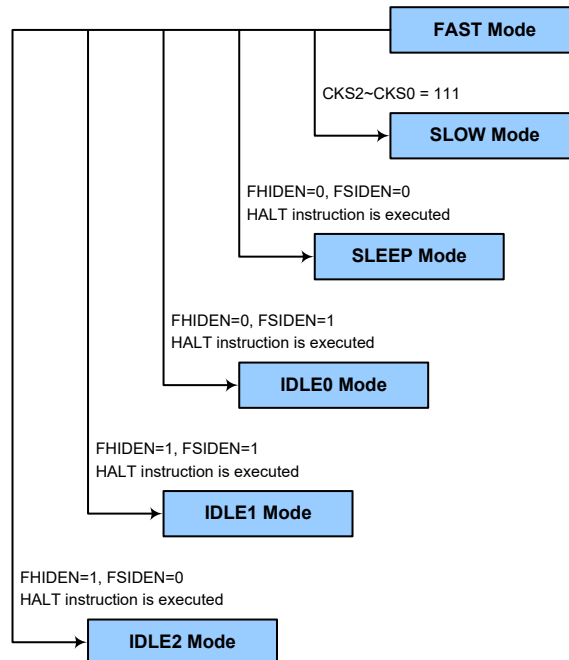 FAST Mode
CKS2~CKS0 = 111
SLOW Mode
FHIDEN=0, FSIDEN=0
HALT instruction is executed
SLEEP Mode
FHIDEN=0, FSIDEN=1
HALT instruction is executed
IDLE0 Mode
FHIDEN=1, FSIDEN=1
HALT instruction is executed
IDLE1 Mode
FHIDEN=1, FSIDEN=0
HALT instruction is executed
IDLE2 Mode